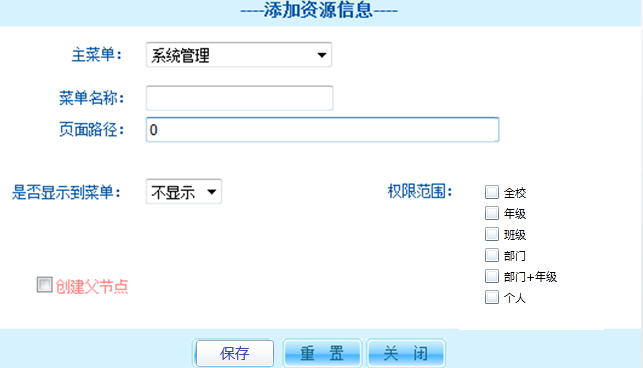 ----添加资源信息----
主菜单： 系统管理
菜单名称：
页面路径： 0
是否显示到菜单： 不显示 权限范围： 全校
年级
班级
部门
部门+年级
个人
创建父节点
保存 重 置 关 闭